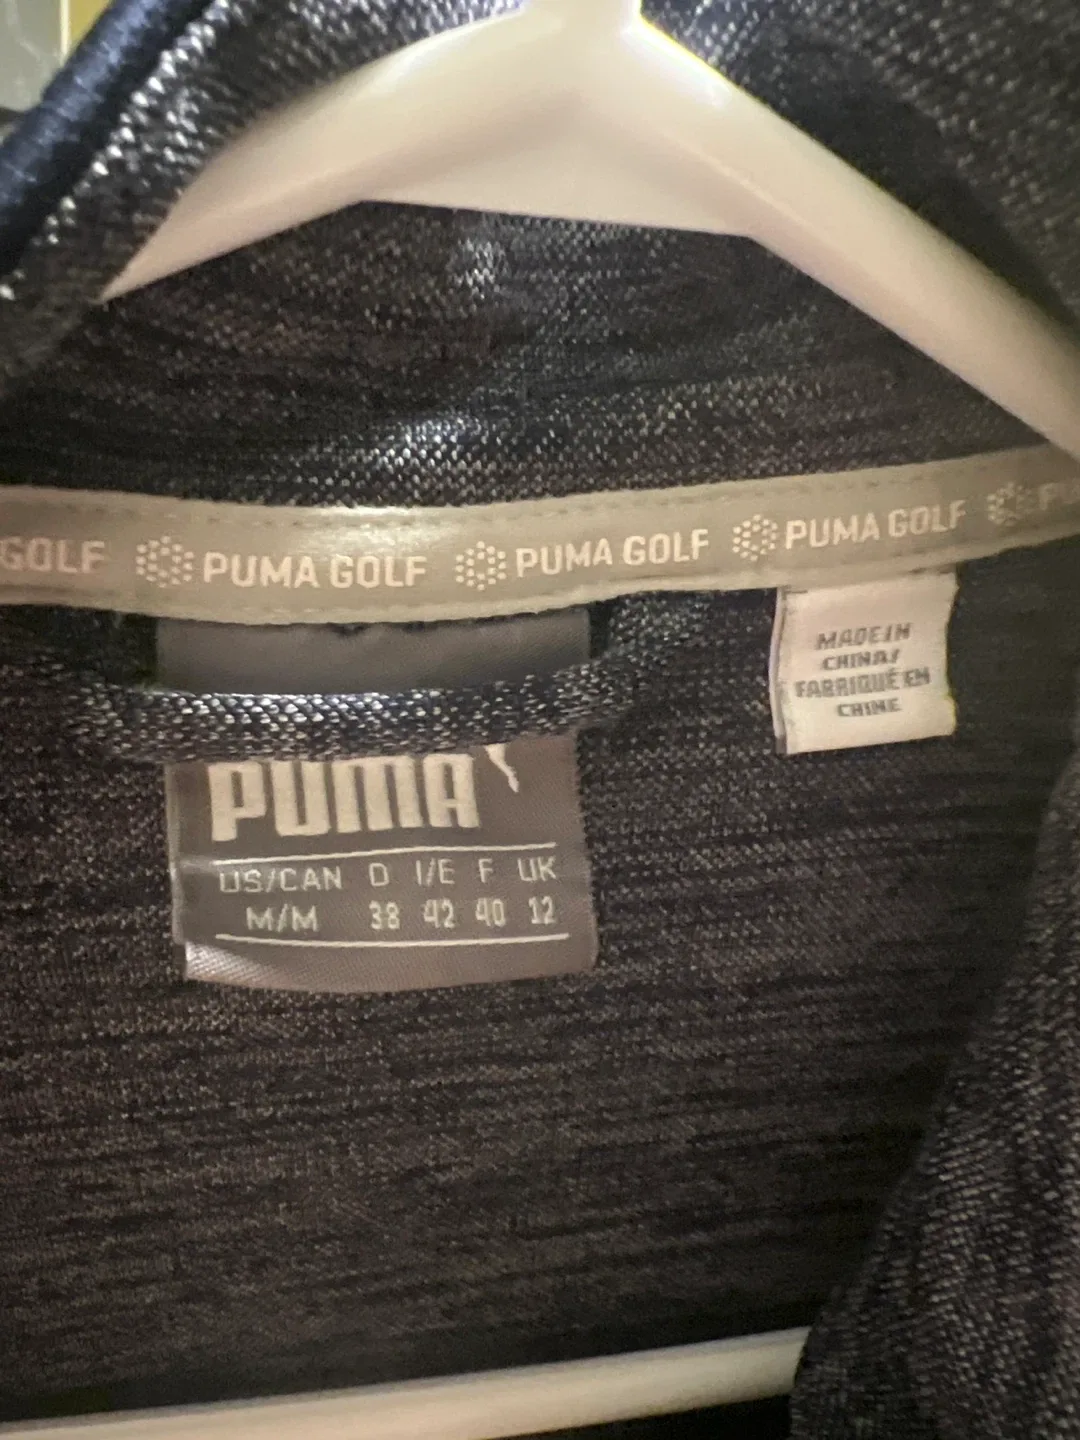 GOLF PUMA GOLF PUMA GOLF PUMA GOLF
MADE IN
CHINA/
FABRIQUÉ EN
CHINE
PUMA
US/CAN D I/E F UK
M/M 38 42 40 12